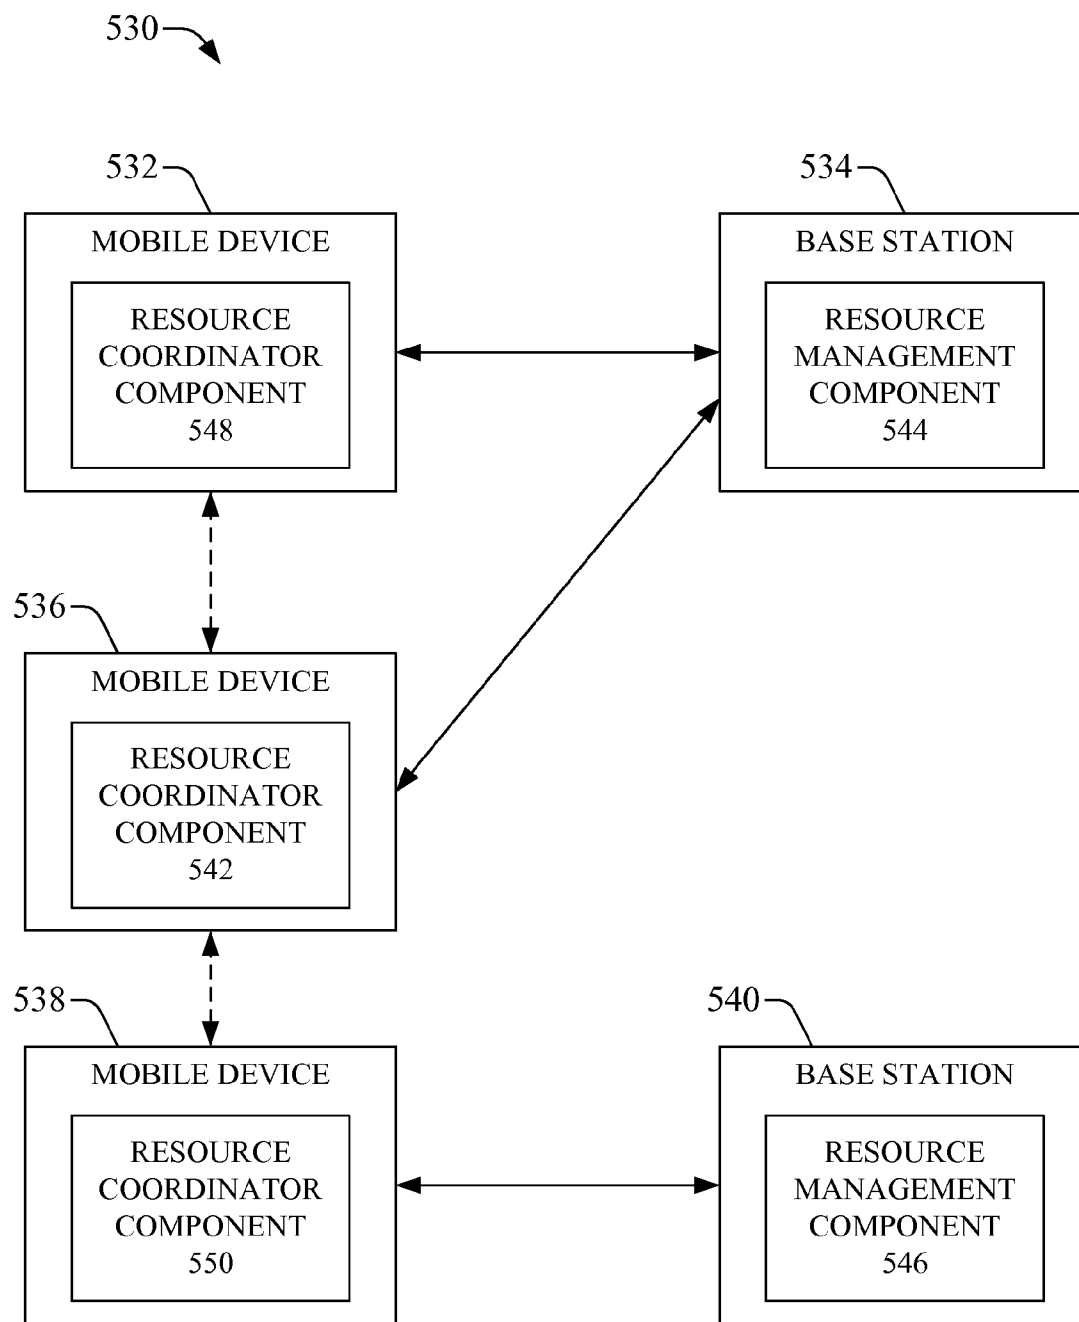 530
532
534
MOBILE DEVICE
BASE STATION
RESOURCE
COORDINATOR
COMPONENT
548
RESOURCE
MANAGEMENT
COMPONENT
544
536
MOBILE DEVICE
RESOURCE
COORDINATOR
COMPONENT
542
538
540
MOBILE DEVICE
BASE STATION
RESOURCE
COORDINATOR
COMPONENT
550
RESOURCE
MANAGEMENT
COMPONENT
546